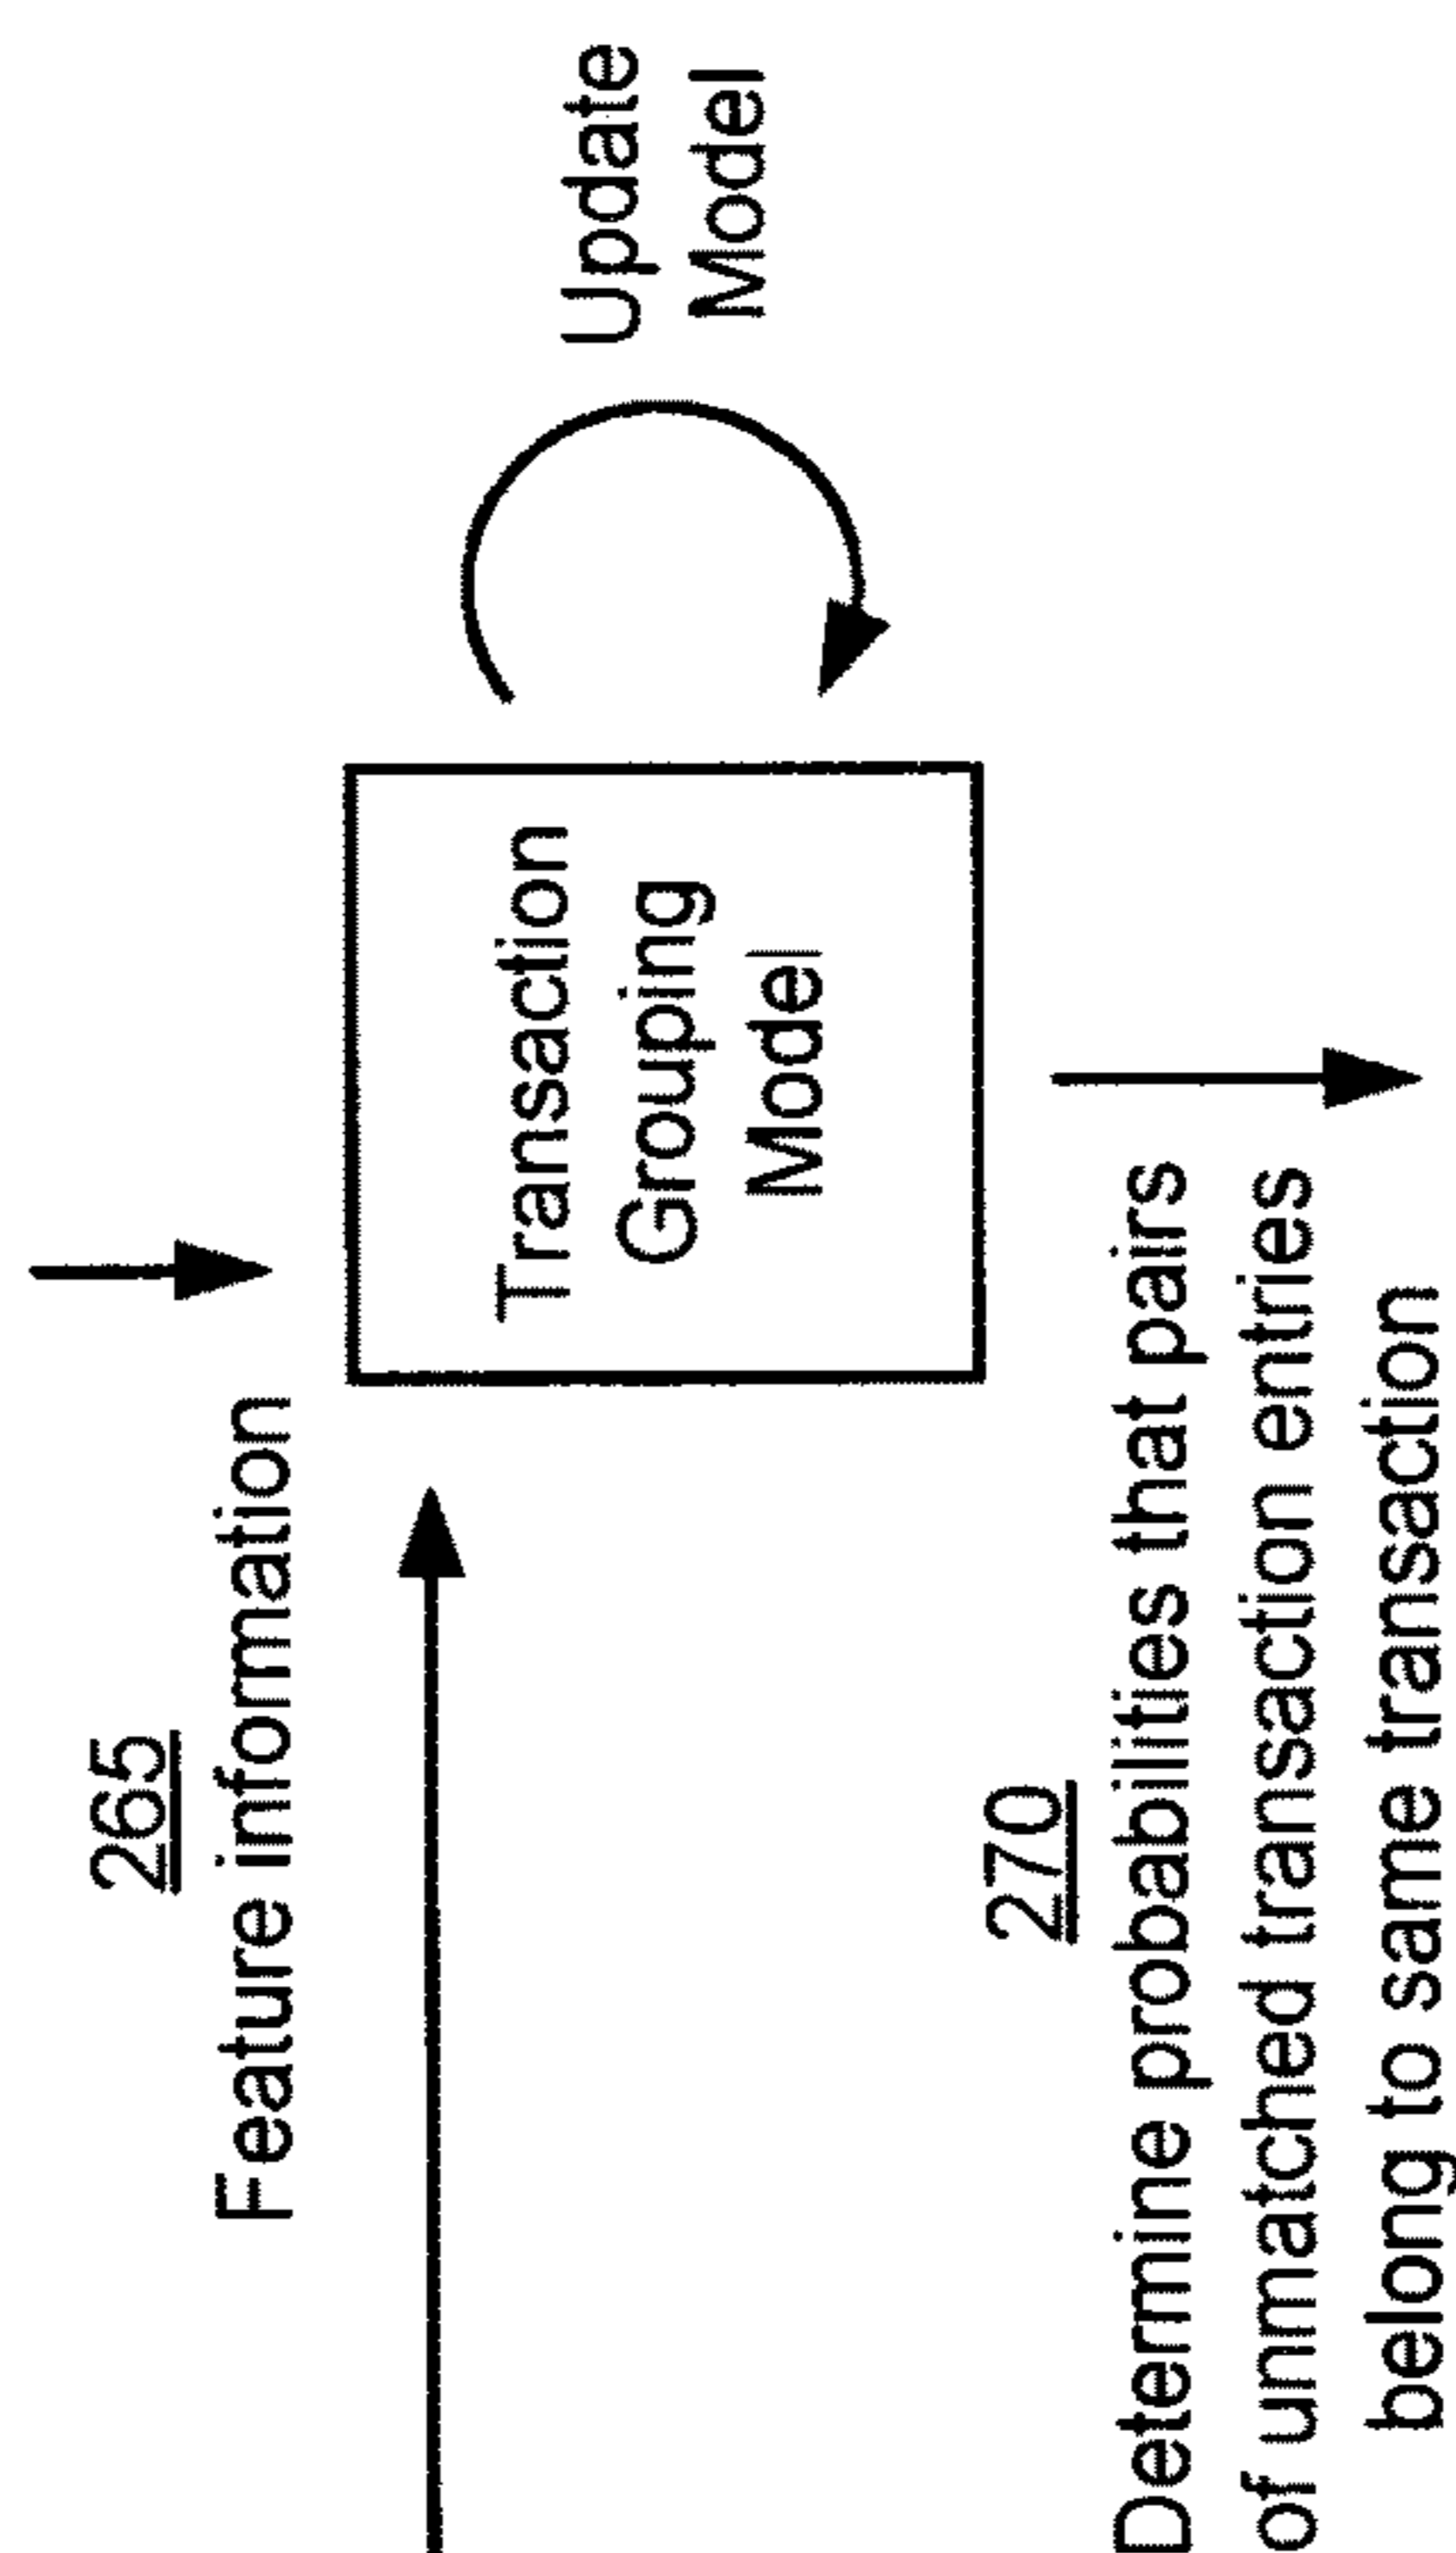 265
Feature information
Transaction
Grouping
Model
Update
Model
270
Determine probabilities that pairs
of unmatched transaction entries
belong to same transaction